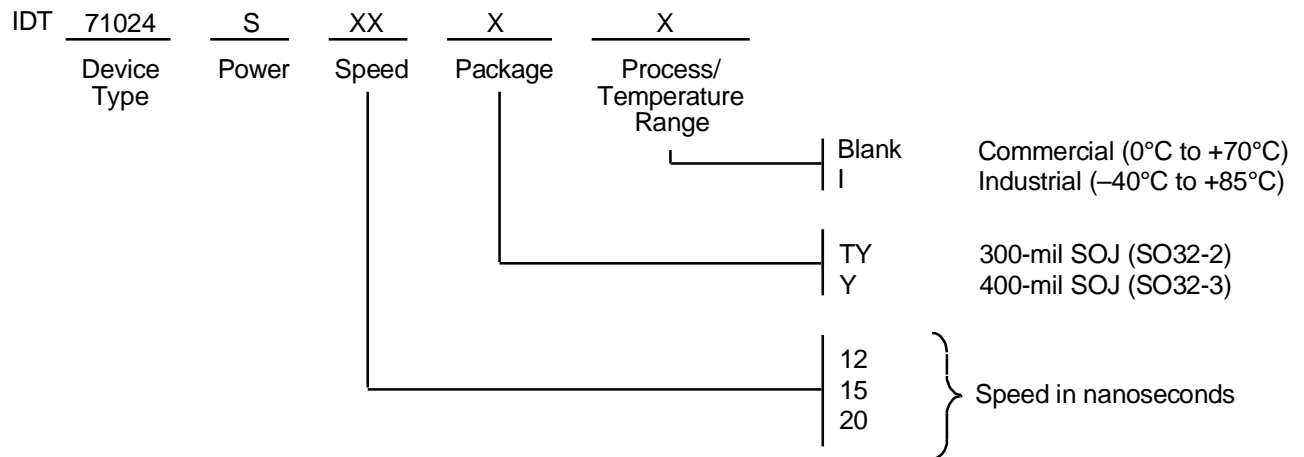 IDT 71024 S XX X X
Device Type Power Speed Package Process/ Temperature Range
Blank Commercial (0°C to +70°C)
I Industrial (–40°C to +85°C)
TY 300-mil SOJ (SO32-2)
Y 400-mil SOJ (SO32-3)
12
15 Speed in nanoseconds
20